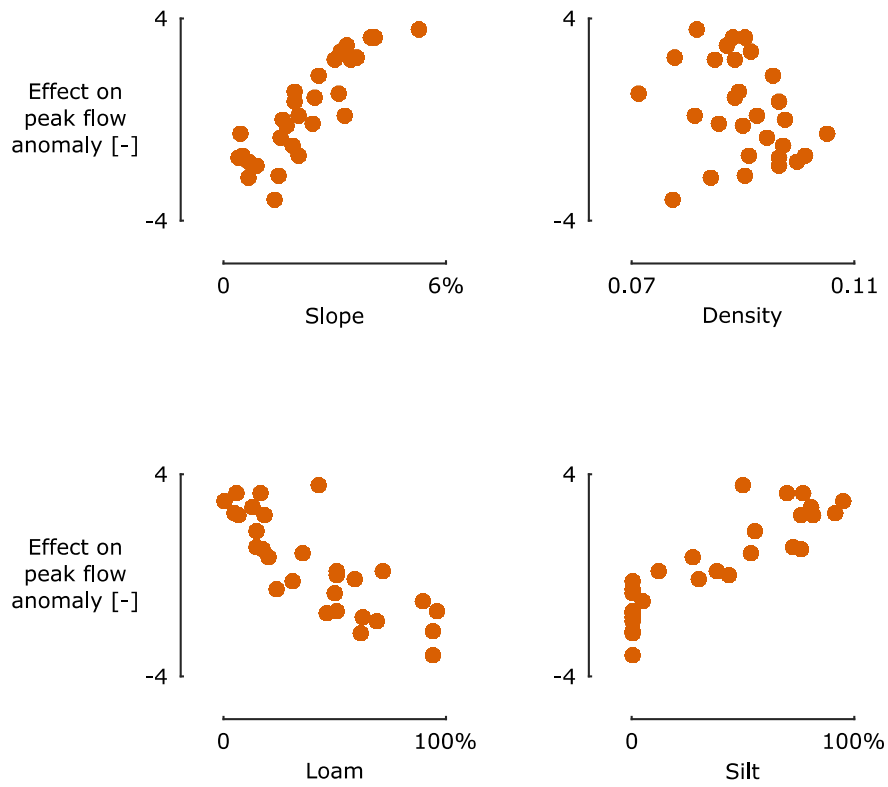 4
Effect on
peak flow
anomaly [-]
-4
0
6%
Slope
4
-4
0.07
0.11
Density
4
Effect on
peak flow
anomaly [-]
-4
0
100%
Loam
4
-4
0
100%
Silt